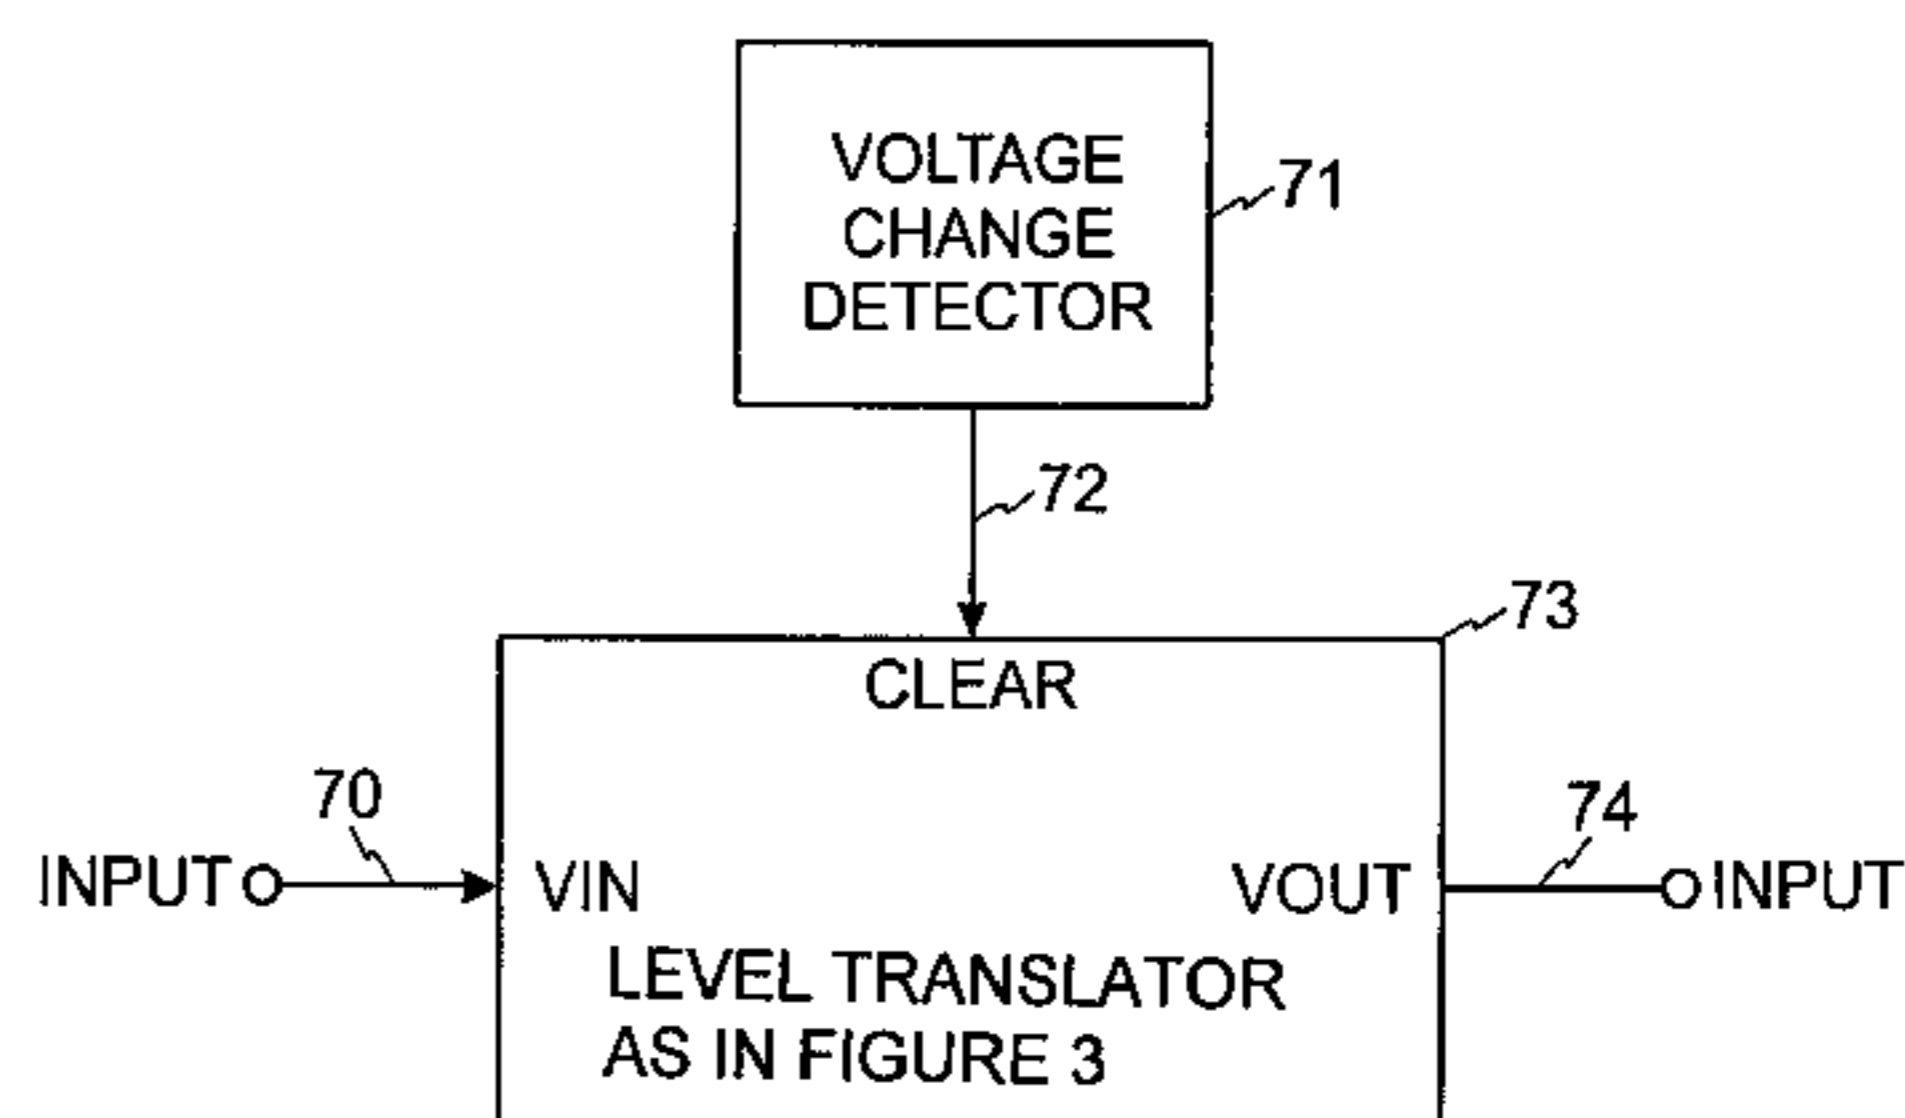 VOLTAGE
CHANGE
DETECTOR
71
72
73
CLEAR
70
74
INPUT
VIN
VOUT
INPUT
LEVEL TRANSLATOR
AS IN FIGURE 3